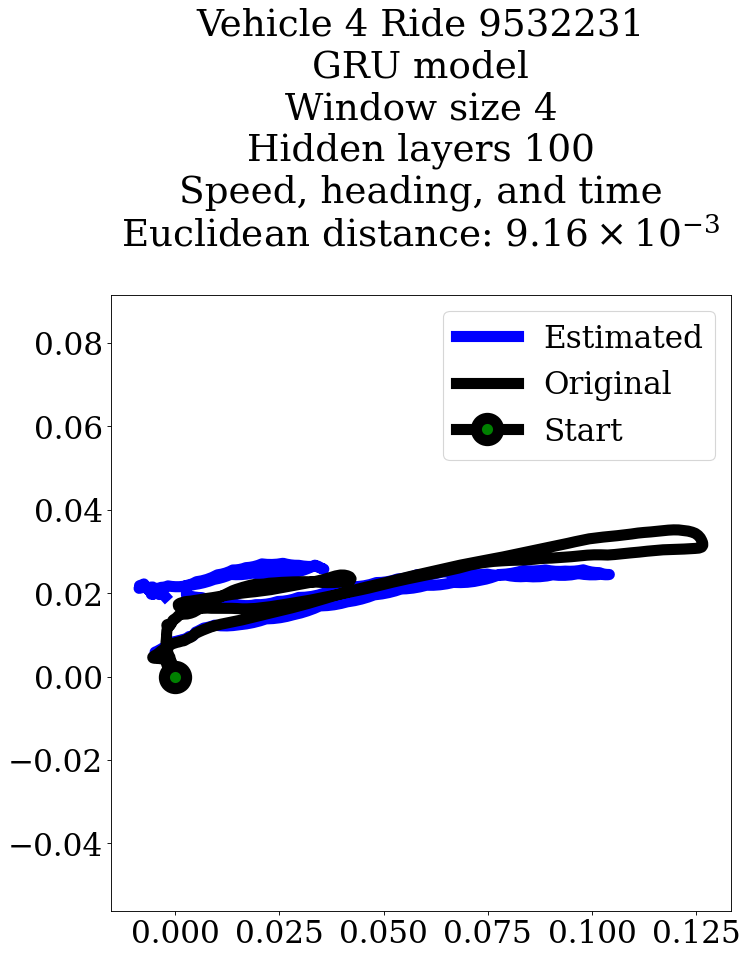 Vehicle 4 Ride 9532231
GRU model
Window size 4
Hidden layers 100
Speed, heading, and time
Euclidean distance: 9.16 × 10⁻³
Estimated
Original
Start
0.08
0.06
0.04
0.02
0.00
−0.02
−0.04
0.000 0.025 0.050 0.075 0.100 0.125